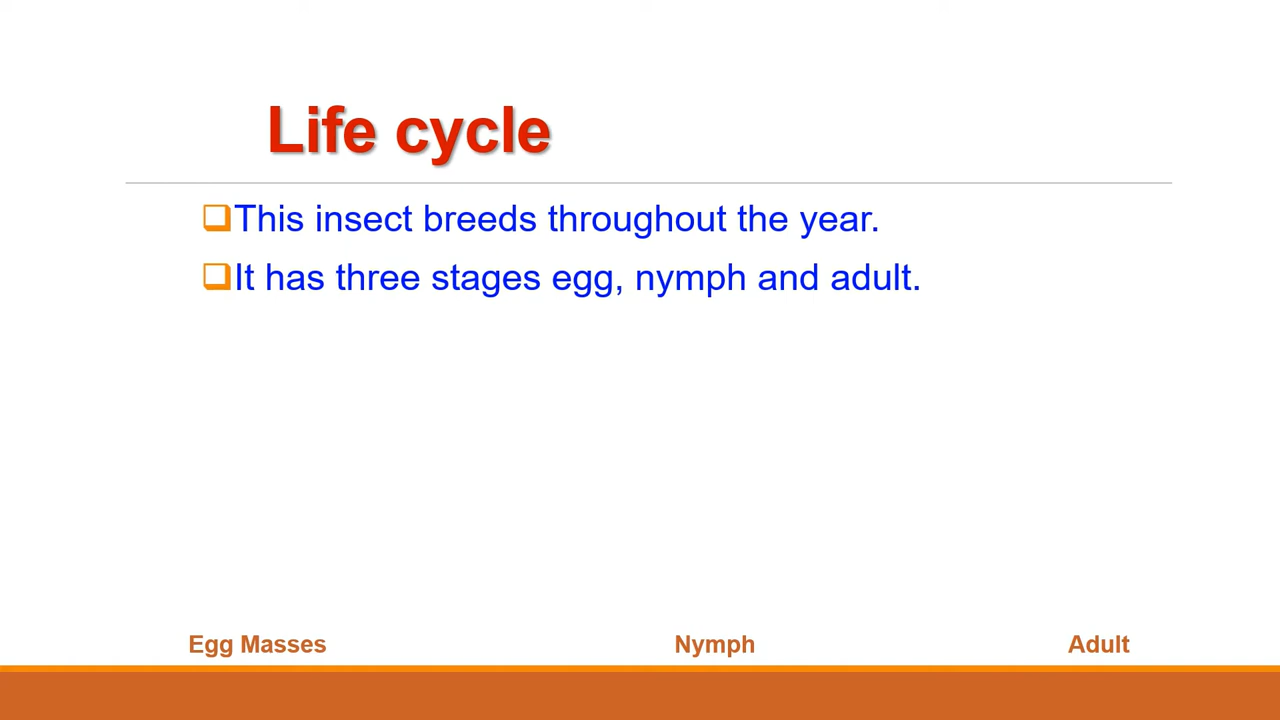 Life cycle
❑This insect breeds throughout the year.
❑It has three stages egg, nymph and adult.
Egg Masses Nymph Adult